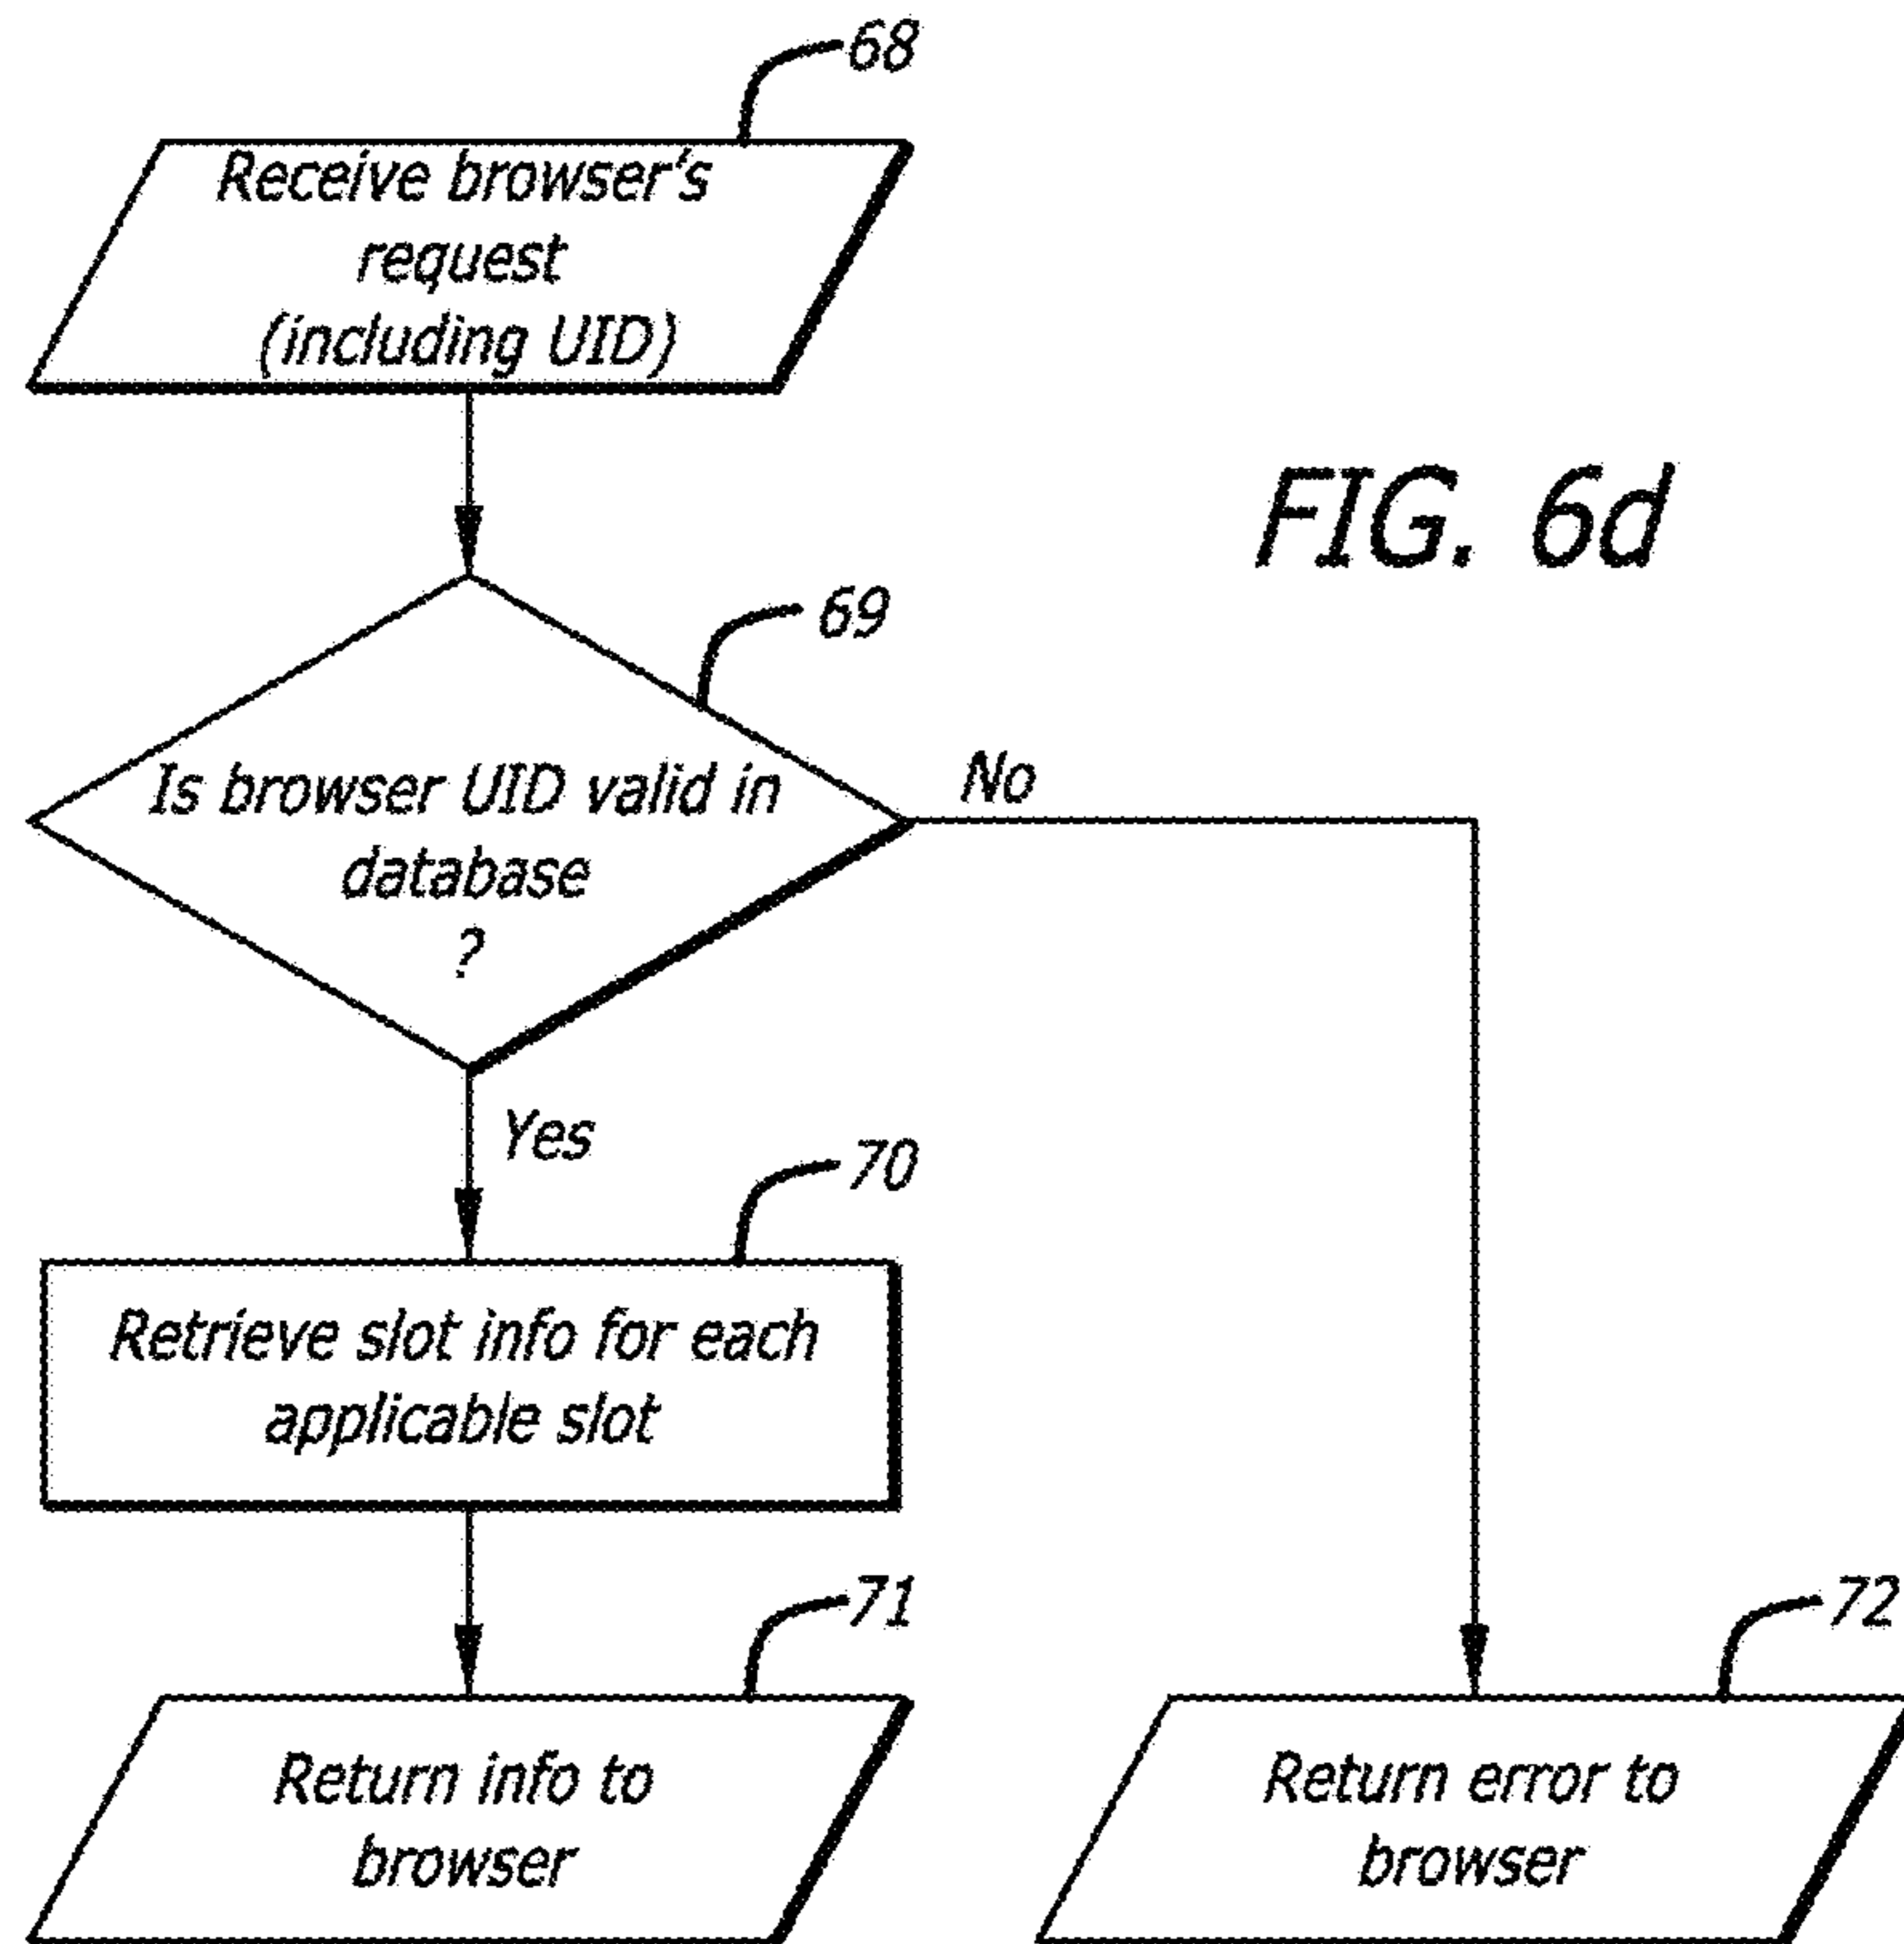 68
Receive browser's
request
(including UID)
FIG. 6d
69
Is browser UID valid in
database
?
No
Yes
70
Retrieve slot info for each
applicable slot
71
Return info to
browser
72
Return error to
browser